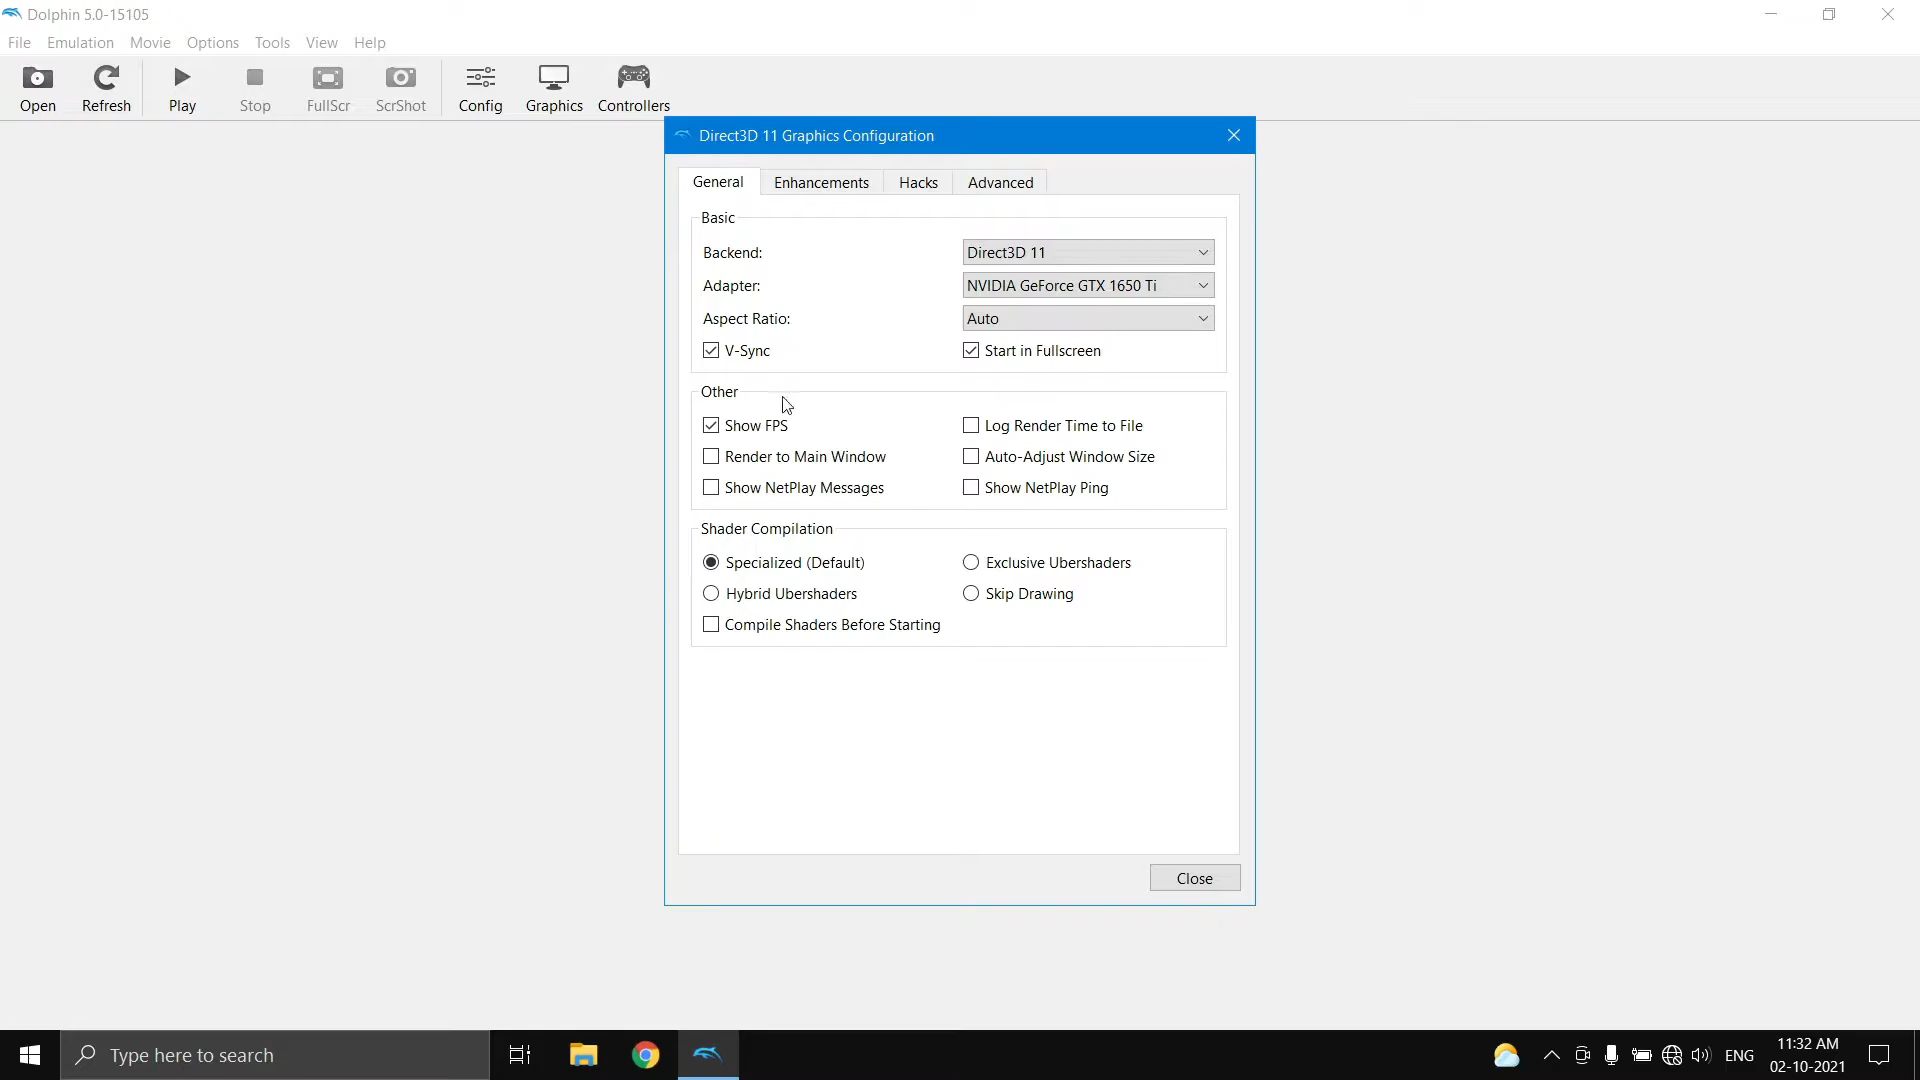 Dolphin 5.0-15105
File Emulation Movie Options Tools View Help
Open Refresh Play Stop FullScr ScrShot Config Graphics Controllers
Direct3D 11 Graphics Configuration
General Enhancements Hacks Advanced
Basic
Backend: Direct3D 11
Adapter: NVIDIA GeForce GTX 1650 Ti
Aspect Ratio: Auto
V-Sync Start in Fullscreen
Other
Show FPS Log Render Time to File
Render to Main Window Auto-Adjust Window Size
Show NetPlay Messages Show NetPlay Ping
Shader Compilation
Specialized (Default) Exclusive Ubershaders
Hybrid Ubershaders Skip Drawing
Compile Shaders Before Starting
Close
Type here to search
ENG
11:32 AM
02-10-2021